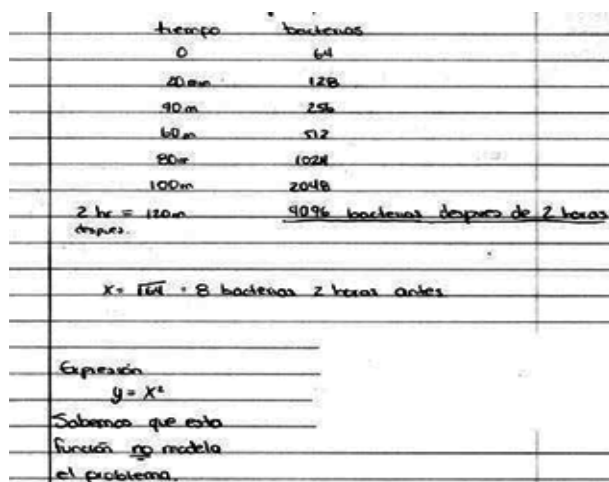 tiempo bacterias
0 64
20 min 128
40 m 256
60 m 512
80 m 1024
100 m 2048
2 hr = 120 m 4096 bacterias despues de 2 horas
despues.
x = √64 = 8 bacterias 2 horas antes
Expresión
y = x²
Sabemos que esta
función no modela
el problema.